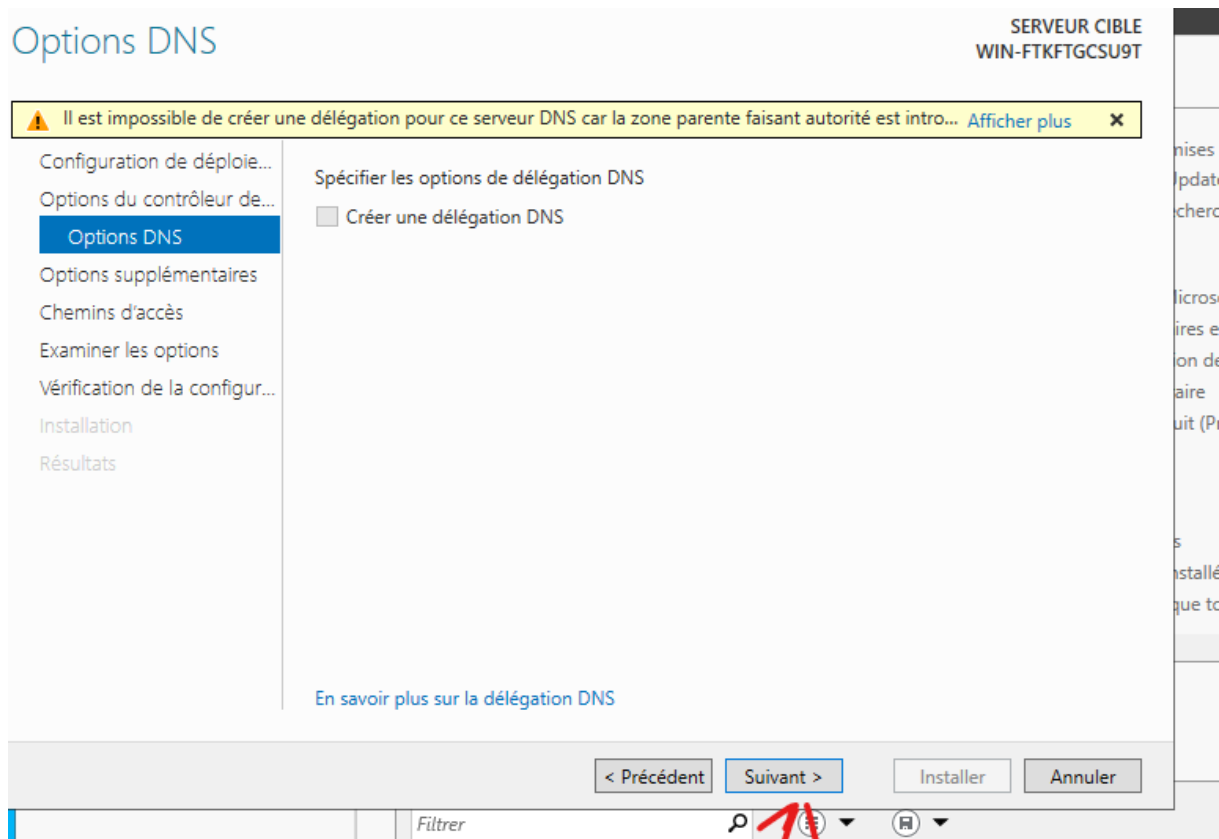 Options DNS
SERVEUR CIBLE
WIN-FTKFTGCSU9T
Il est impossible de créer une délégation pour ce serveur DNS car la zone parente faisant autorité est intro... Afficher plus
Configuration de déploie...
Options du contrôleur de...
Options DNS
Options supplémentaires
Chemins d'accès
Examiner les options
Vérification de la configur...
Installation
Résultats
Spécifier les options de délégation DNS
Créer une délégation DNS
En savoir plus sur la délégation DNS
< Précédent
Suivant >
Installer
Annuler
Filtrer